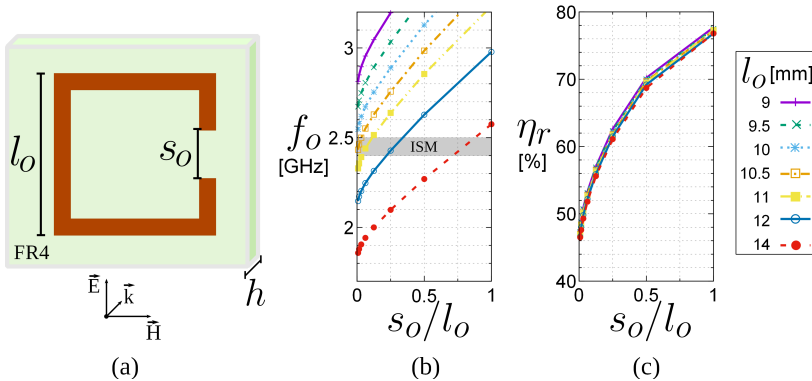 l_o
s_o
FR4
h
E
k
H
(a)
3
2.5
2
f_o
[GHz]
ISM
0
0.5
1
s_o/l_o
(b)
80
70
60
50
40
η_r
[%]
0
0.5
1
s_o/l_o
(c)
l_o [mm]
9
9.5
10
10.5
11
12
14